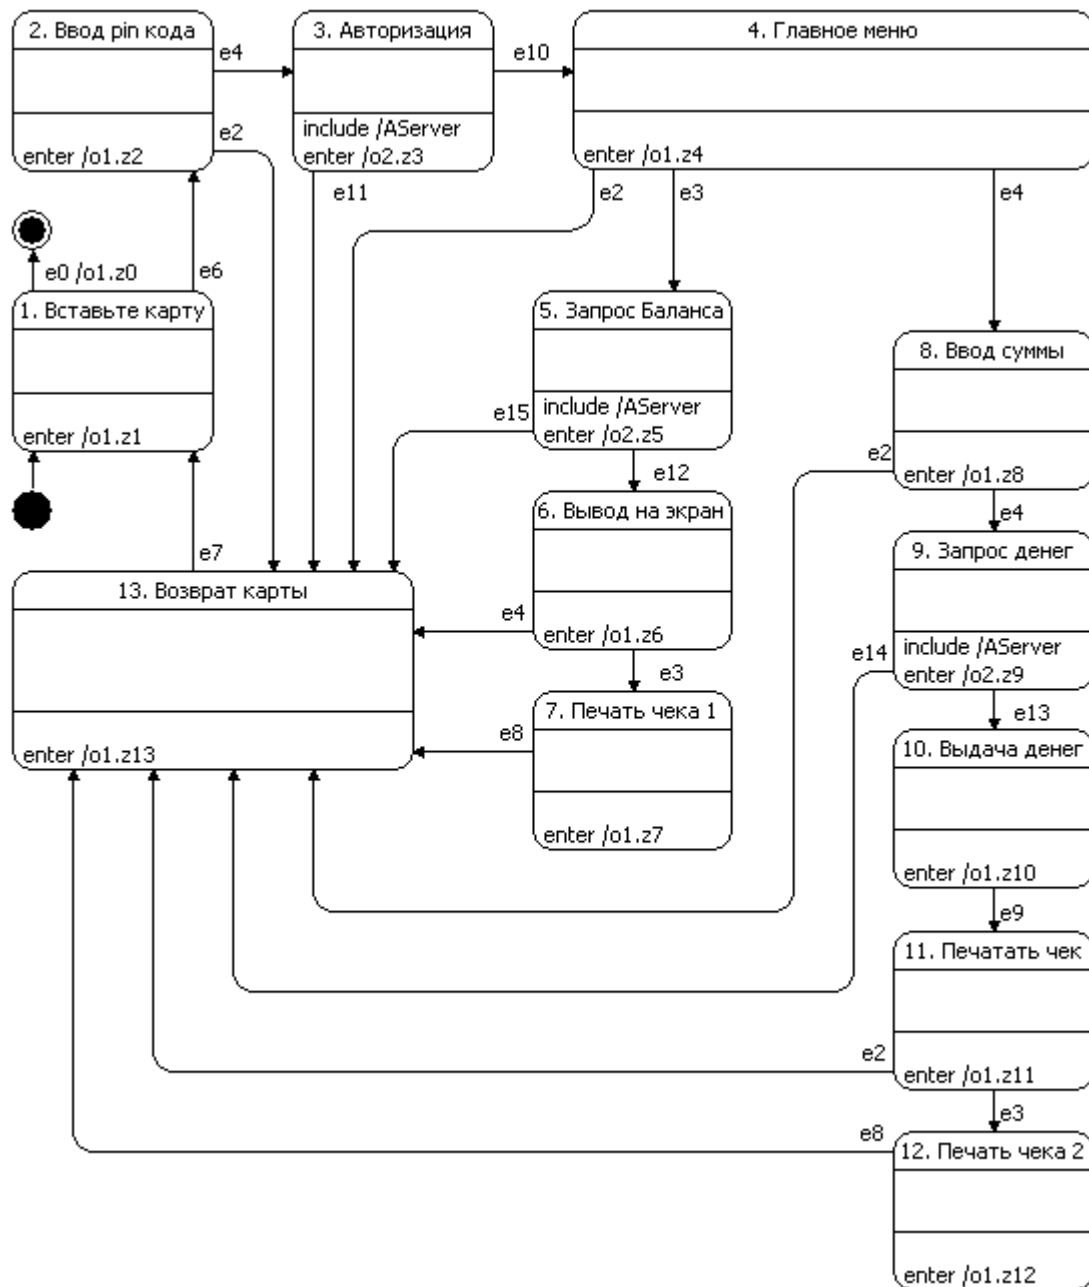 2. Ввод pin кода
3. Авторизация
4. Главное меню
e4
e10
include /AServer
e2
enter /o1.z2
enter /o2.z3
enter /o1.z4
e11
e2
e3
e4
e0 /o1.z0
e6
1. Вставьте карту
enter /o1.z1
5. Запрос Баланса
include /AServer
enter /o2.z5
e15
8. Ввод суммы
enter /o1.z8
e2
e12
e4
6. Вывод на экран
enter /o1.z6
9. Запрос денег
include /AServer
enter /o2.z9
e7
13. Возврат карты
enter /o1.z13
e4
e14
e3
e13
7. Печать чека 1
enter /o1.z7
e8
10. Выдача денег
enter /o1.z10
e9
11. Печатать чек
enter /o1.z11
e2
e3
e8
12. Печать чека 2
enter /o1.z12